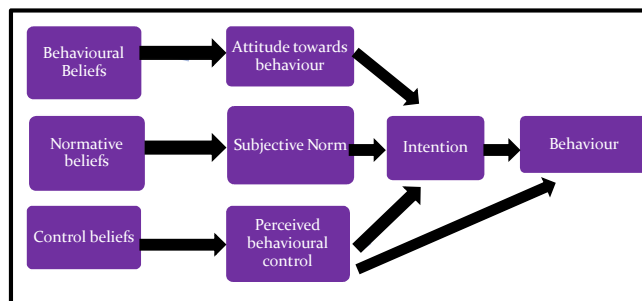 Behavioural
Beliefs
Attitude towards
behaviour
Normative
beliefs
Subjective Norm
Intention
Behaviour
Control beliefs
Perceived
behavioural
control